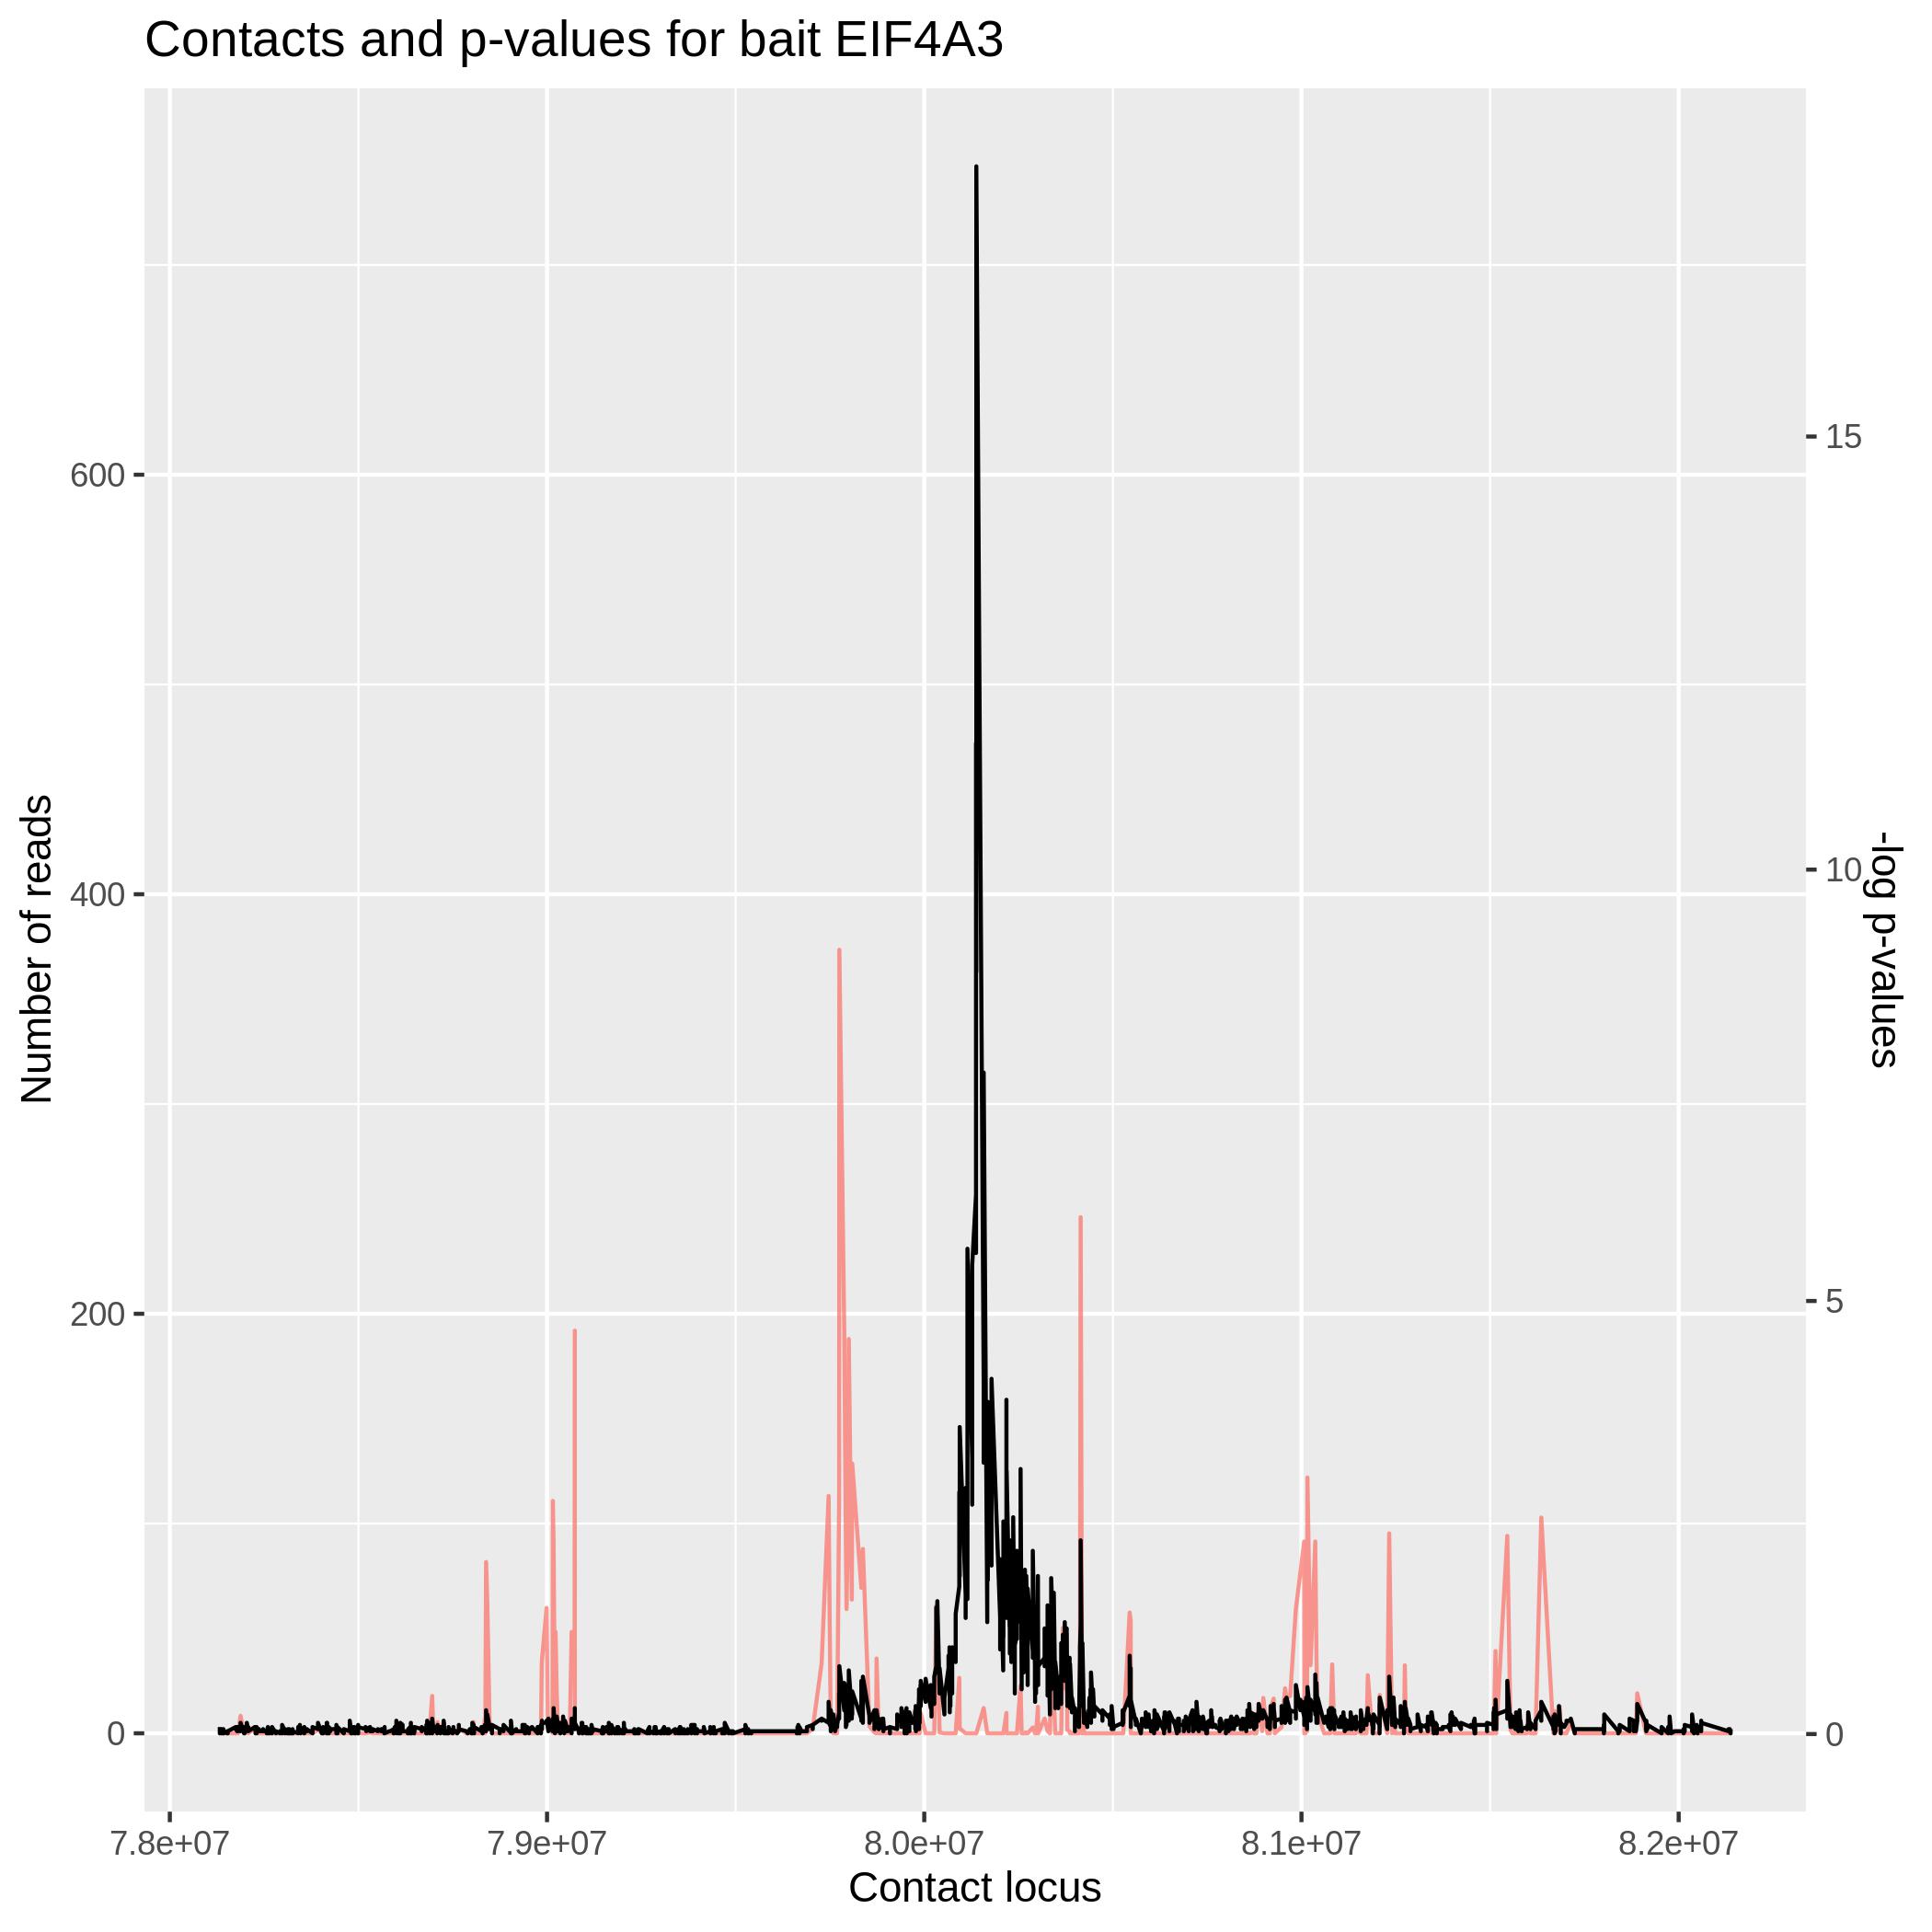 Contacts and p-values for bait EIF4A3
Number of reads
600
400
200
0
15
10
5
0
-log p-values
7.8e+07 7.9e+07 8.0e+07 8.1e+07 8.2e+07
Contact locus